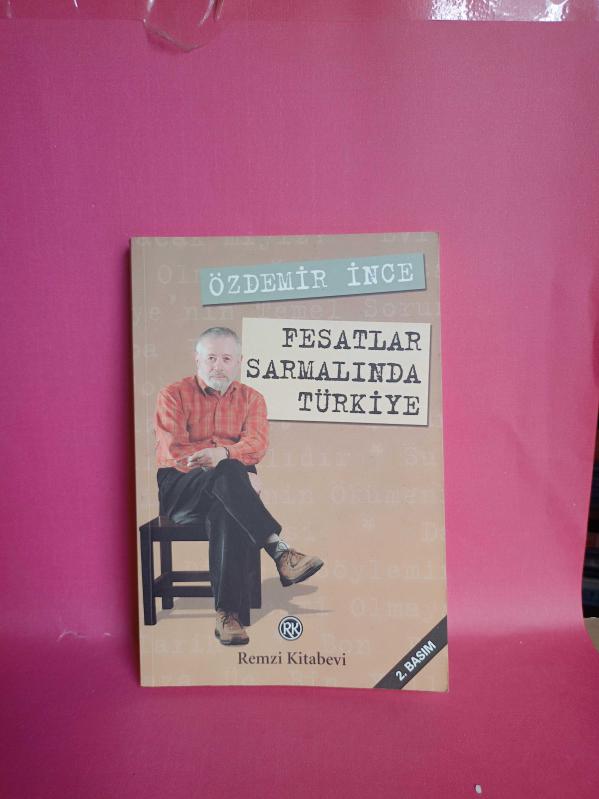 ÖZDEMİR İNCE
FESATLAR
SARMALINDA
TÜRKİYE
RK
Remzi Kitabevi
2. BASIM